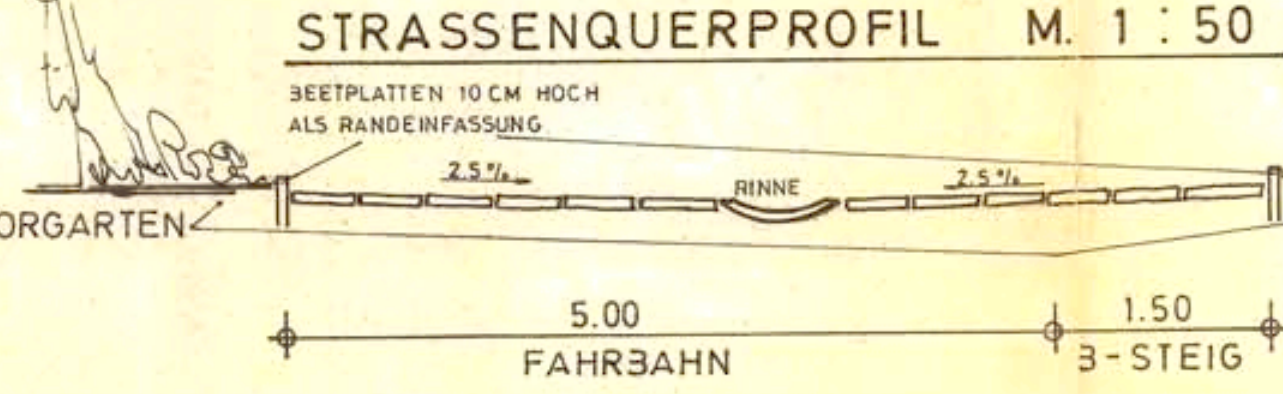 STRASSENQUERPROFIL M. 1:50
BEETPLATTEN 10 CM HOCH
ALS RANDEINFASSUNG
2.5 %
RINNE
2.5 %
ORGARTEN
5.00
1.50
FAHRBAHN
B-STEIG